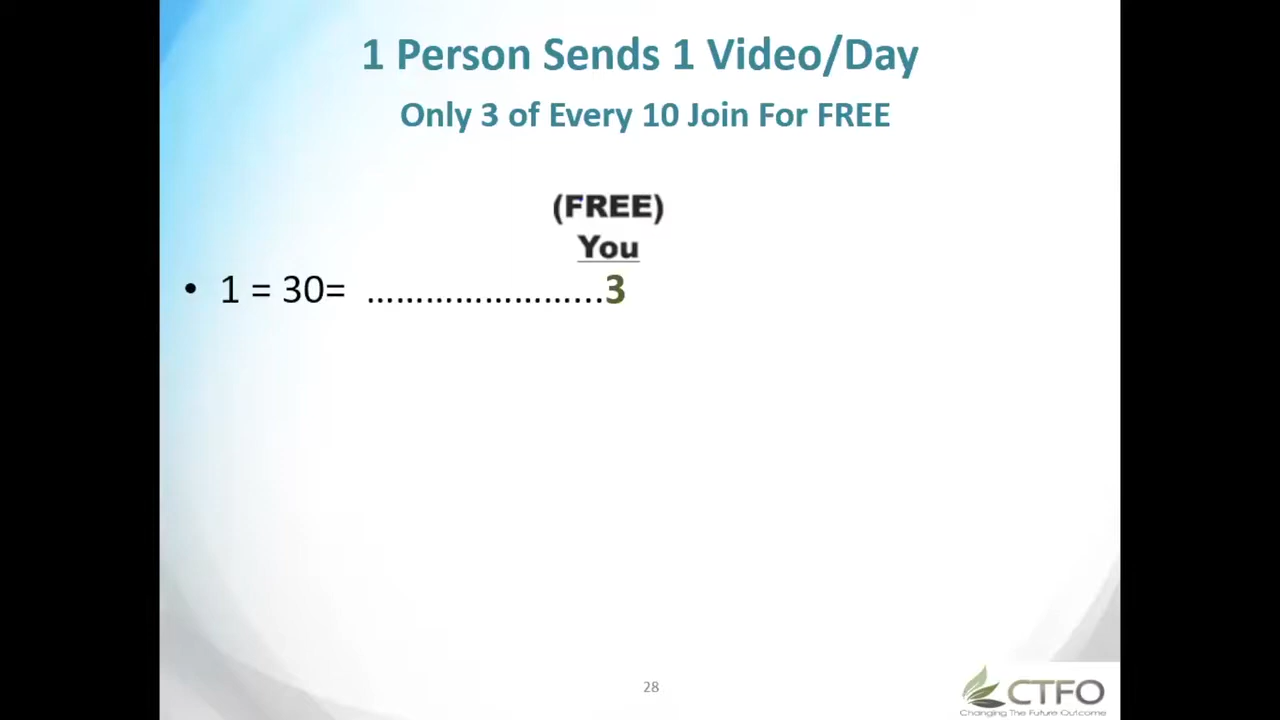 1 Person Sends 1 Video/Day
Only 3 of Every 10 Join For FREE
(FREE)
You
• 1 = 30= ……………………..3
28
CTFO
Changing The Future Outcome